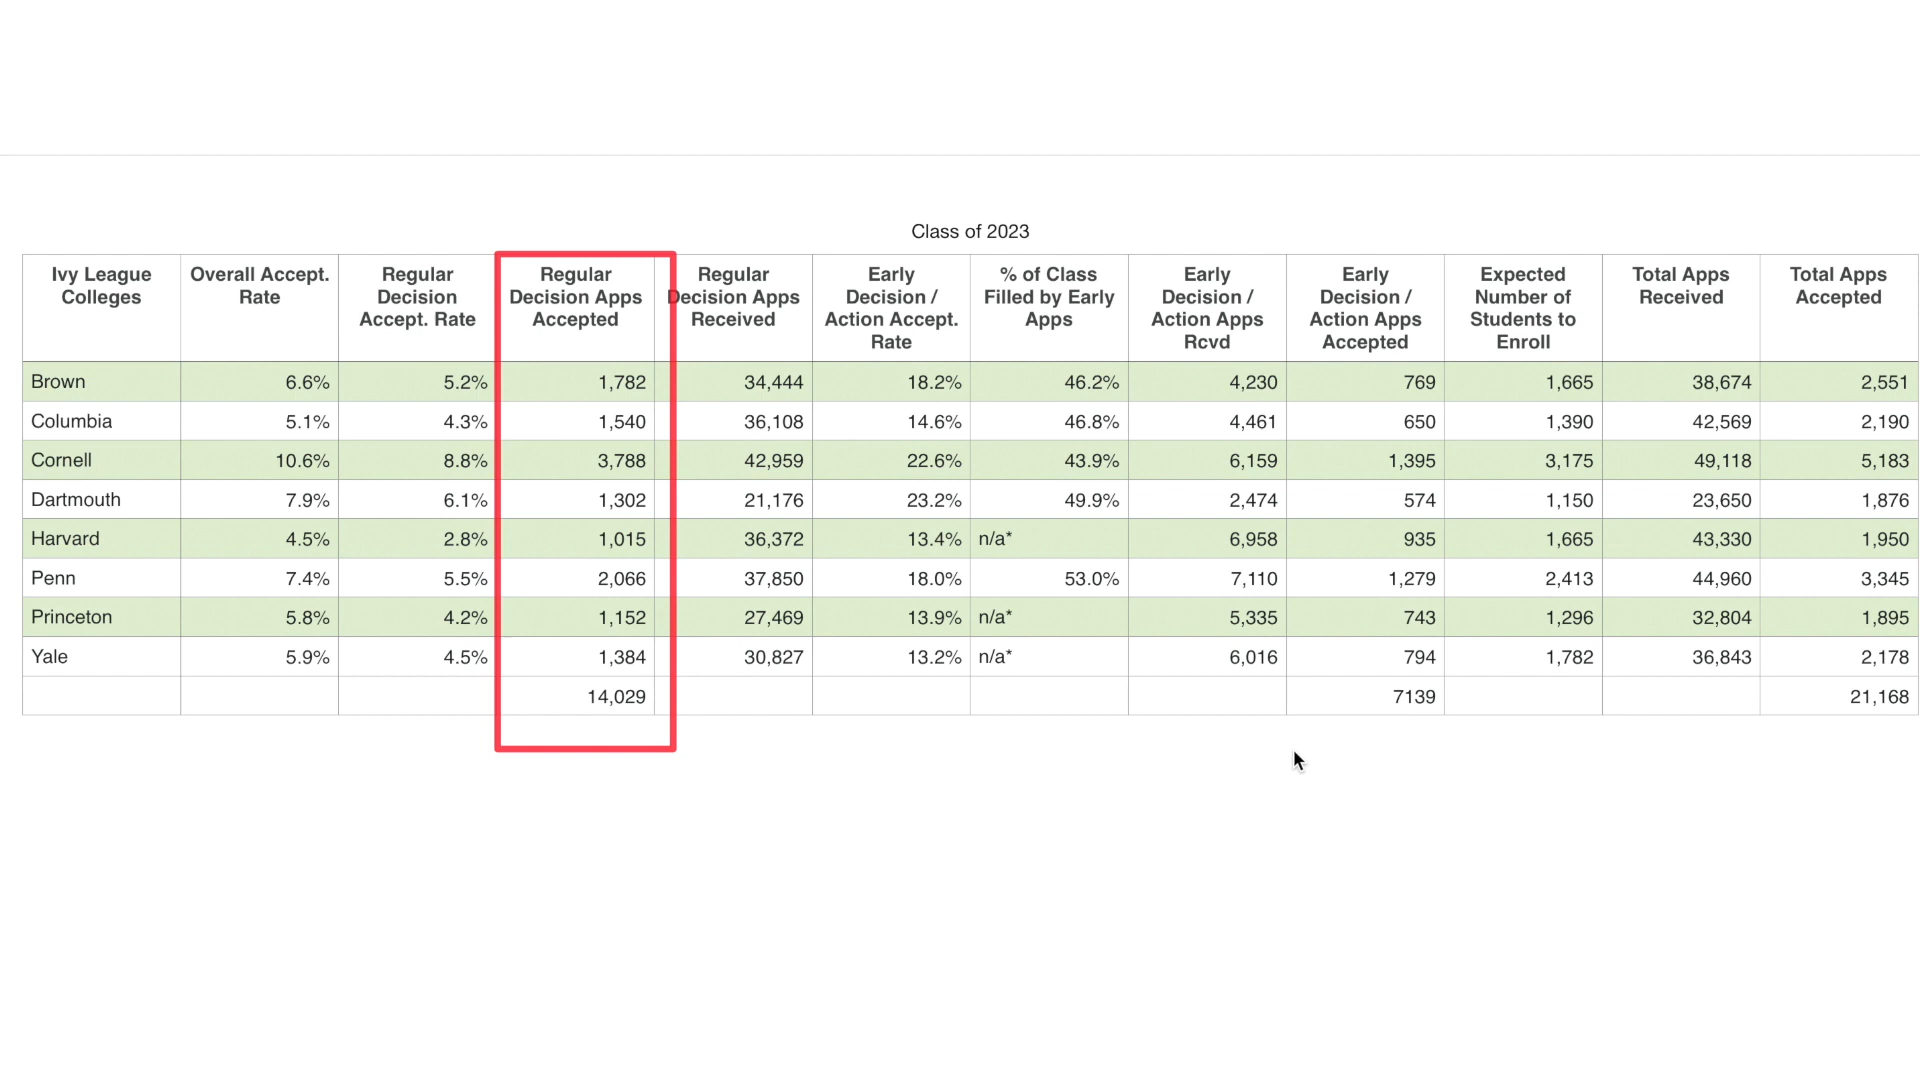 Class of 2023
Ivy League Colleges | Overall Accept. Rate | Regular Decision Accept. Rate | Regular Decision Apps Accepted | Regular Decision Apps Received | Early Decision / Action Accept. Rate | % of Class Filled by Early Apps | Early Decision / Action Apps Rcvd | Early Decision / Action Apps Accepted | Expected Number of Students to Enroll | Total Apps Received | Total Apps Accepted
Brown 6.6% 5.2% 1,782 34,444 18.2% 46.2% 4,230 769 1,665 38,674 2,551
Columbia 5.1% 4.3% 1,540 36,108 14.6% 46.8% 4,461 650 1,390 42,569 2,190
Cornell 10.6% 8.8% 3,788 42,959 22.6% 43.9% 6,159 1,395 3,175 49,118 5,183
Dartmouth 7.9% 6.1% 1,302 21,176 23.2% 49.9% 2,474 574 1,150 23,650 1,876
Harvard 4.5% 2.8% 1,015 36,372 13.4% n/a* 6,958 935 1,665 43,330 1,950
Penn 7.4% 5.5% 2,066 37,850 18.0% 53.0% 7,110 1,279 2,413 44,960 3,345
Princeton 5.8% 4.2% 1,152 27,469 13.9% n/a* 5,335 743 1,296 32,804 1,895
Yale 5.9% 4.5% 1,384 30,827 13.2% n/a* 6,016 794 1,782 36,843 2,178
14,029 7139 21,168